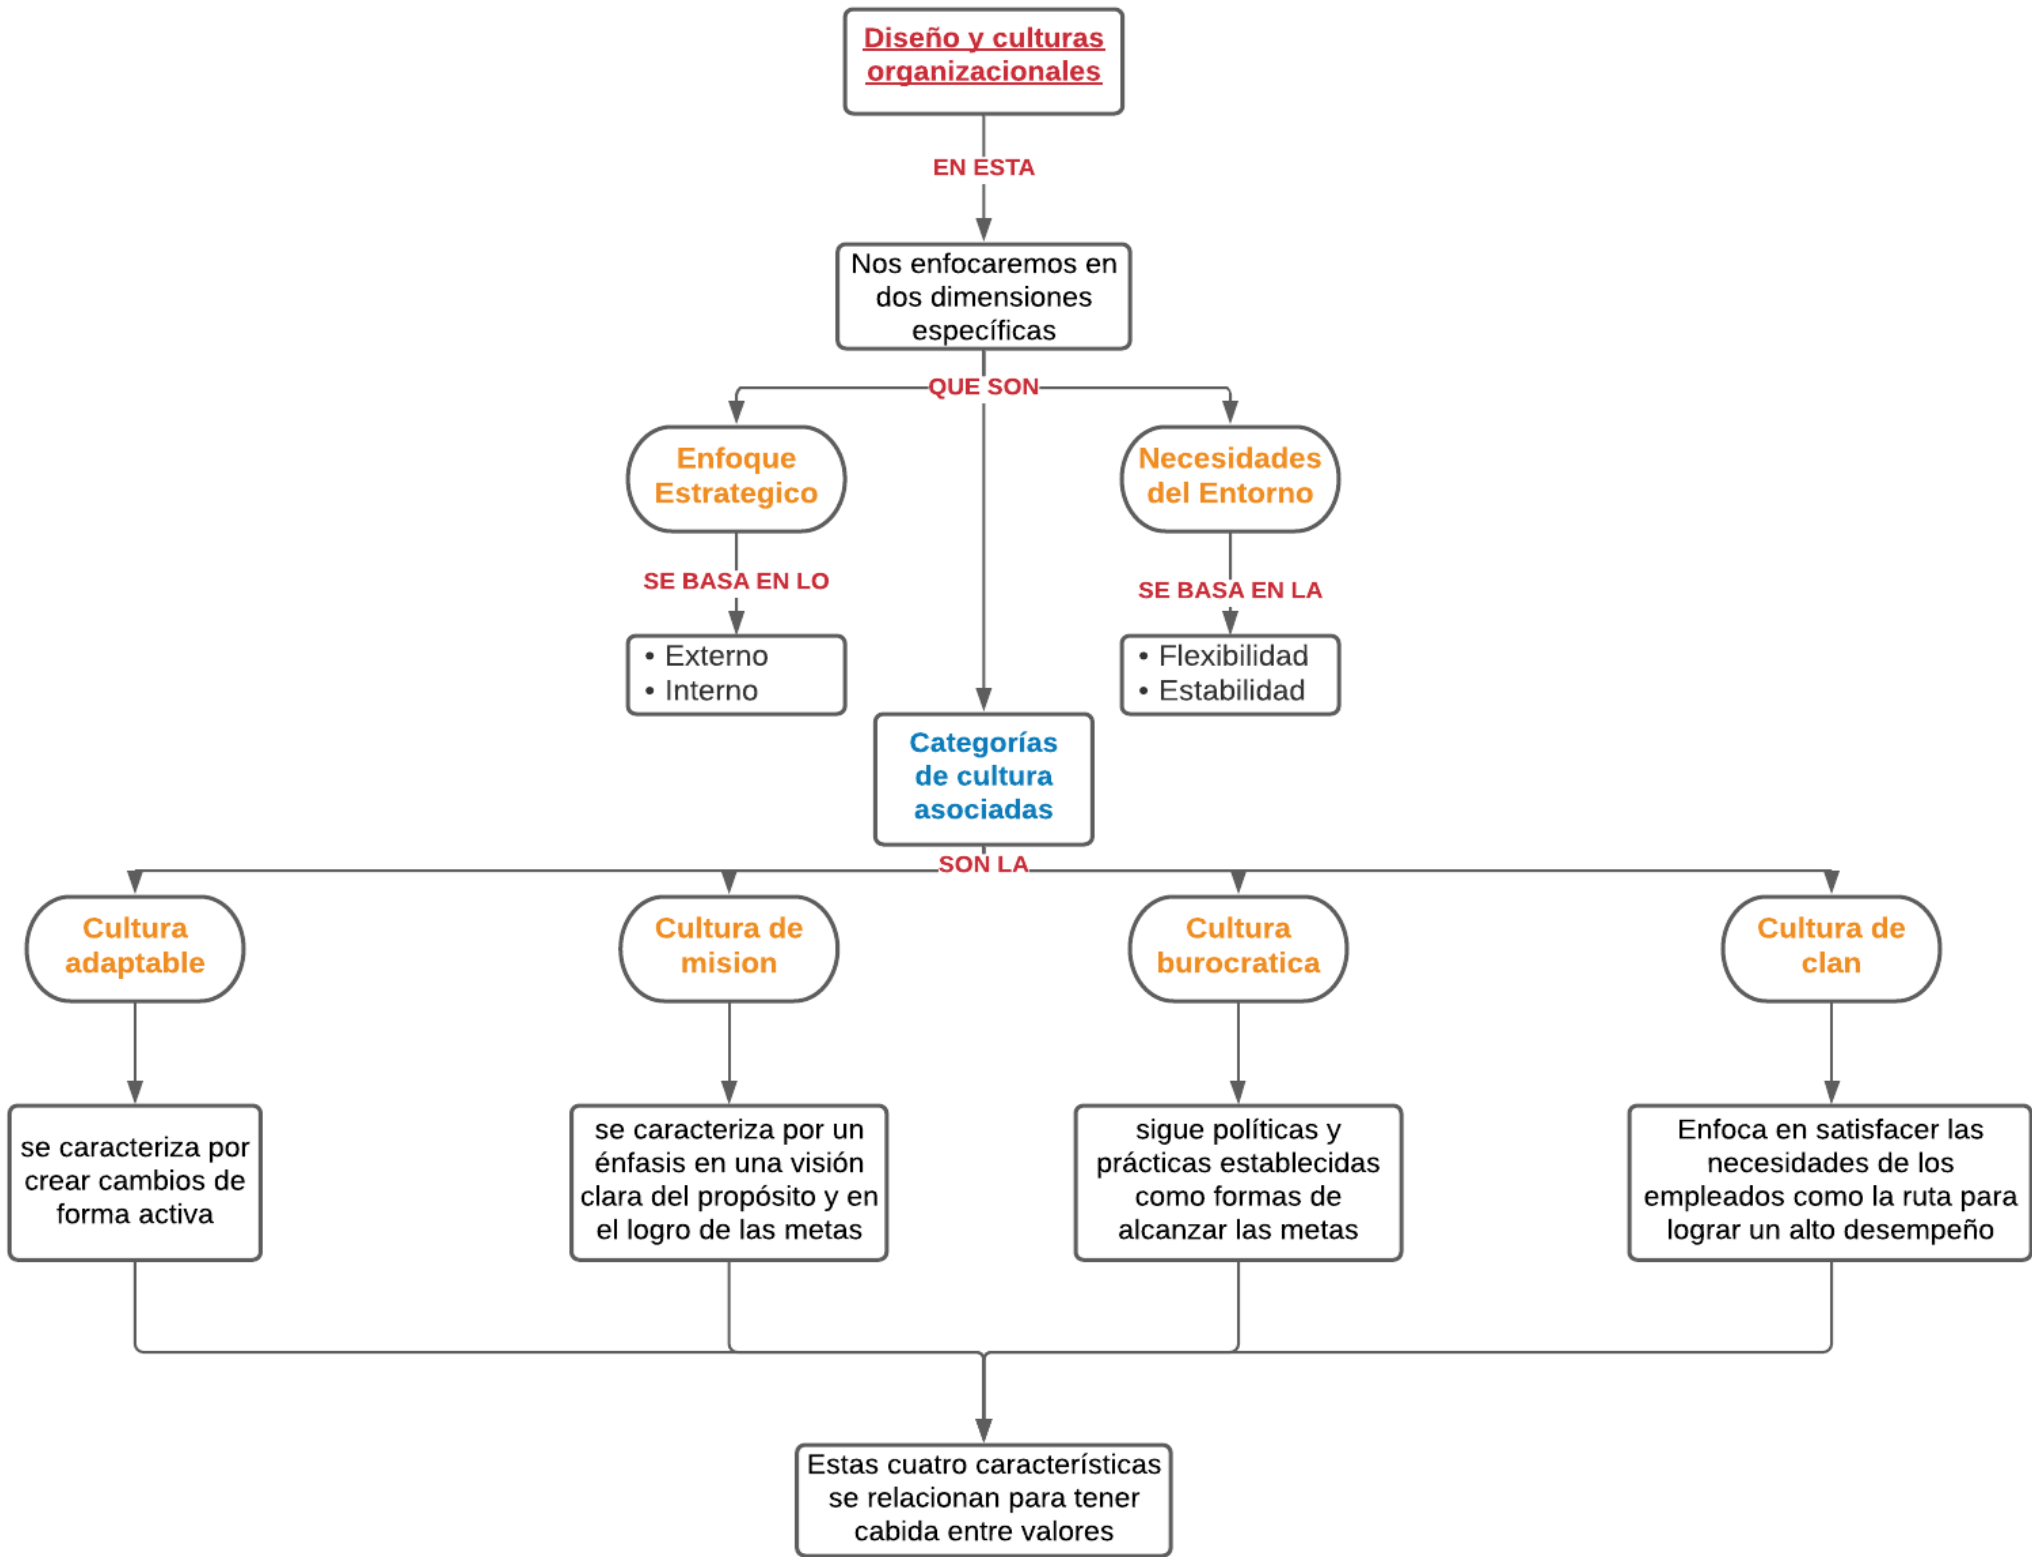 Diseño y culturas
organizacionales
EN ESTA
Nos enfocaremos en
dos dimensiones
específicas
QUE SON
Enfoque
Estrategico
Necesidades
del Entorno
SE BASA EN LO
SE BASA EN LA
• Externo
• Interno
• Flexibilidad
• Estabilidad
Categorías
de cultura
asociadas
SON LA
Cultura
adaptable
Cultura de
mision
Cultura
burocratica
Cultura de
clan
se caracteriza por
crear cambios de
forma activa
se caracteriza por un
énfasis en una visión
clara del propósito y en
el logro de las metas
sigue políticas y
prácticas establecidas
como formas de
alcanzar las metas
Enfoca en satisfacer las
necesidades de los
empleados como la ruta para
lograr un alto desempeño
Estas cuatro características
se relacionan para tener
cabida entre valores